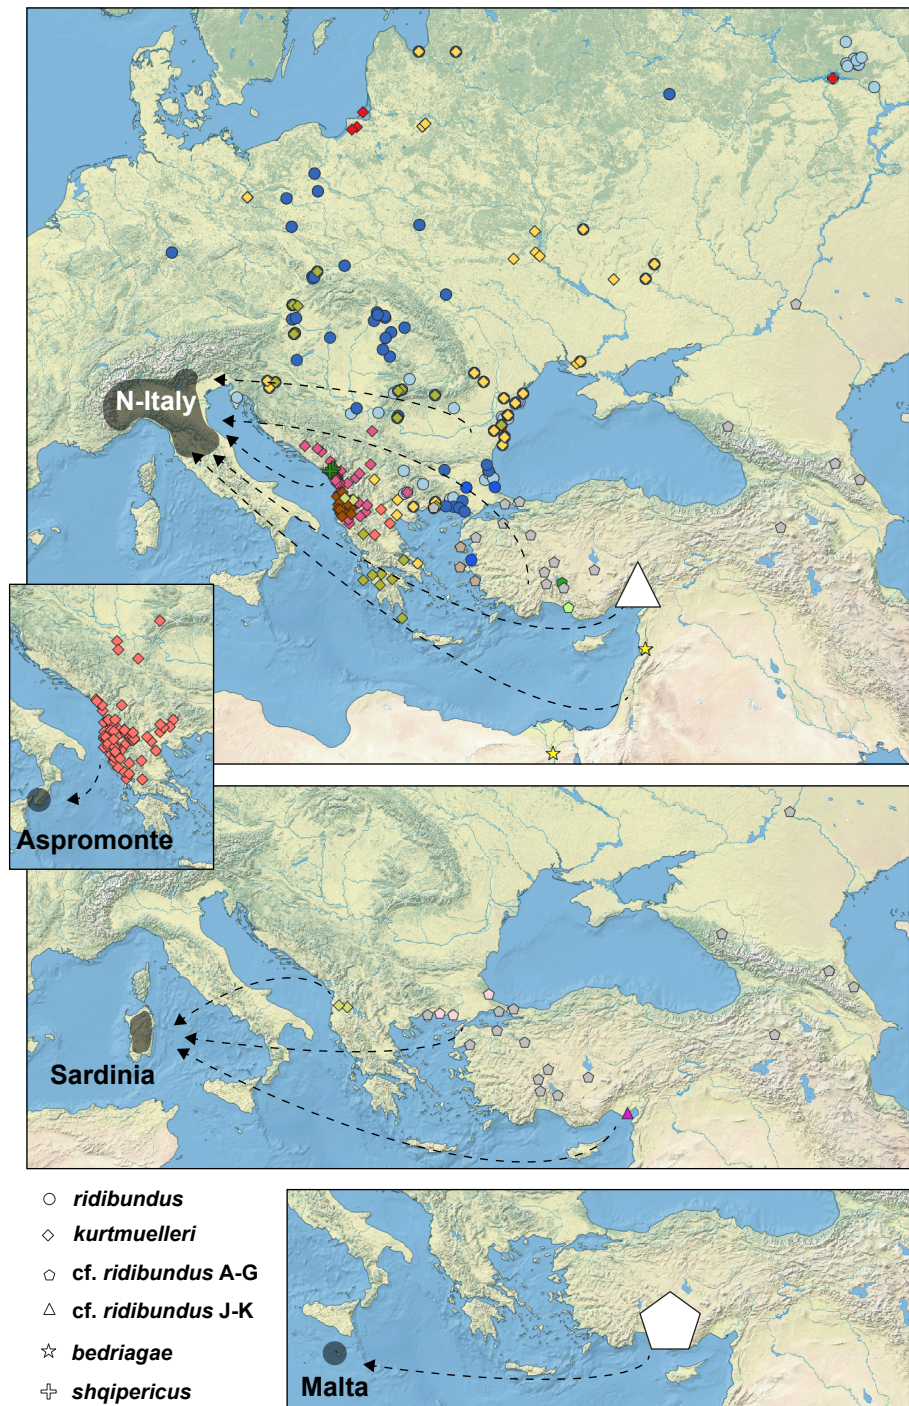 N-Italy
Aspromonte
Sardinia
ridibundus
kurtmuelleri
cf. ridibundus A-G
cf. ridibundus J-K
bedriagae
shqipericus
Malta